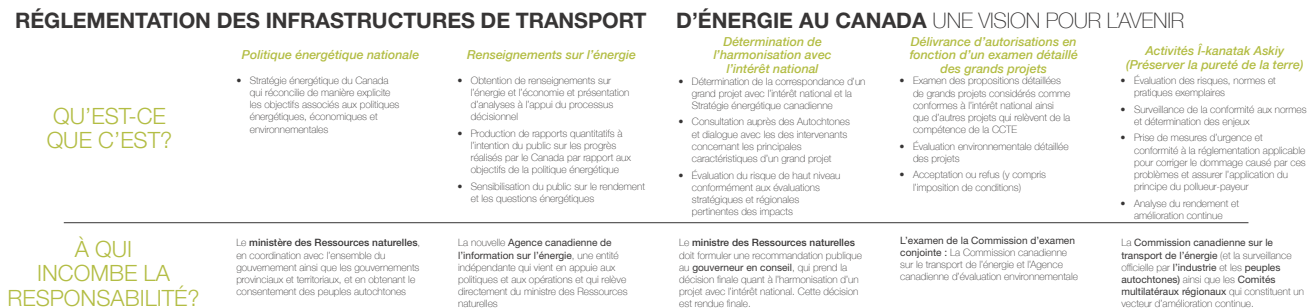 RÉGLEMENTATION DES INFRASTRUCTURES DE TRANSPORT D'ÉNERGIE AU CANADA UNE VISION POUR L'AVENIR
QU'EST-CE
QUE C'EST?
Politique énergétique nationale
• Stratégie énergétique du Canada
qui réconcile de manière explicite
les objectifs associés aux politiques
énergétiques, économiques et
environnementales
Renseignements sur l'énergie
• Obtention de renseignements sur
l'énergie et l'économie et présentation
d'analyses à l'appui du processus
décisionnel
• Production de rapports quantitatifs à
l'intention du public sur les progrès
réalisés par le Canada par rapport aux
objectifs de la politique énergétique
• Sensibilisation du public sur le rendement
et les questions énergétiques
Détermination de
l'harmonisation avec
l'intérêt national
• Détermination de la correspondance d'un
grand projet avec l'intérêt national et la
Stratégie énergétique canadienne
• Consultation auprès des Autochtones
et dialogue avec les des intervenants
concernant les principales
caractéristiques d'un grand projet
• Évaluation du risque de haut niveau
conformément aux évaluations
stratégiques et régionales
pertinentes des impacts
Délivrance d'autorisations en
fonction d'un examen détaillé
des grands projets
• Examen des propositions détaillées
de grands projets considérés comme
conformes à l'intérêt national ainsi
que d'autres projets qui relèvent de la
compétence de la CCTE
• Évaluation environnementale détaillée
des projets
• Acceptation ou refus (y compris
l'imposition de conditions)
Activités Î-kanatak Askiy
(Préserver la pureté de la terre)
• Évaluation des risques, normes et
pratiques exemplaires
• Surveillance de la conformité aux normes
et détermination des enjeux
• Prise de mesures d'urgence et
conformité à la réglementation applicable
pour corriger le dommage causé par ces
problèmes et assurer l'application du
principe du pollueur-payeur
• Analyse du rendement et
amélioration continue
À QUI
INCOMBE LA
RESPONSABILITÉ?
Le ministère des Ressources naturelles,
en coordination avec l'ensemble du
gouvernement ainsi que les gouvernements
provinciaux et territoriaux, et en obtenant le
consentement des peuples autochtones
La nouvelle Agence canadienne de
l'information sur l'énergie, une entité
indépendante qui vient en appuie aux
politiques et aux opérations et qui relève
directement du ministre des Ressources
naturelles
Le ministre des Ressources naturelles
doit formuler une recommandation publique
au gouverneur en conseil, qui prend la
décision finale quant à l'harmonisation d'un
projet avec l'intérêt national. Cette décision
est rendue finale.
L'examen de la Commission d'examen
conjointe : La Commission canadienne
sur le transport de l'énergie et l'Agence
canadienne d'évaluation environnementale
La Commission canadienne sur le
transport de l'énergie (et la surveillance
officielle par l'industrie et les peuples
autochtones) ainsi que les Comités
multilatéraux régionaux qui constituent un
vecteur d'amélioration continue.